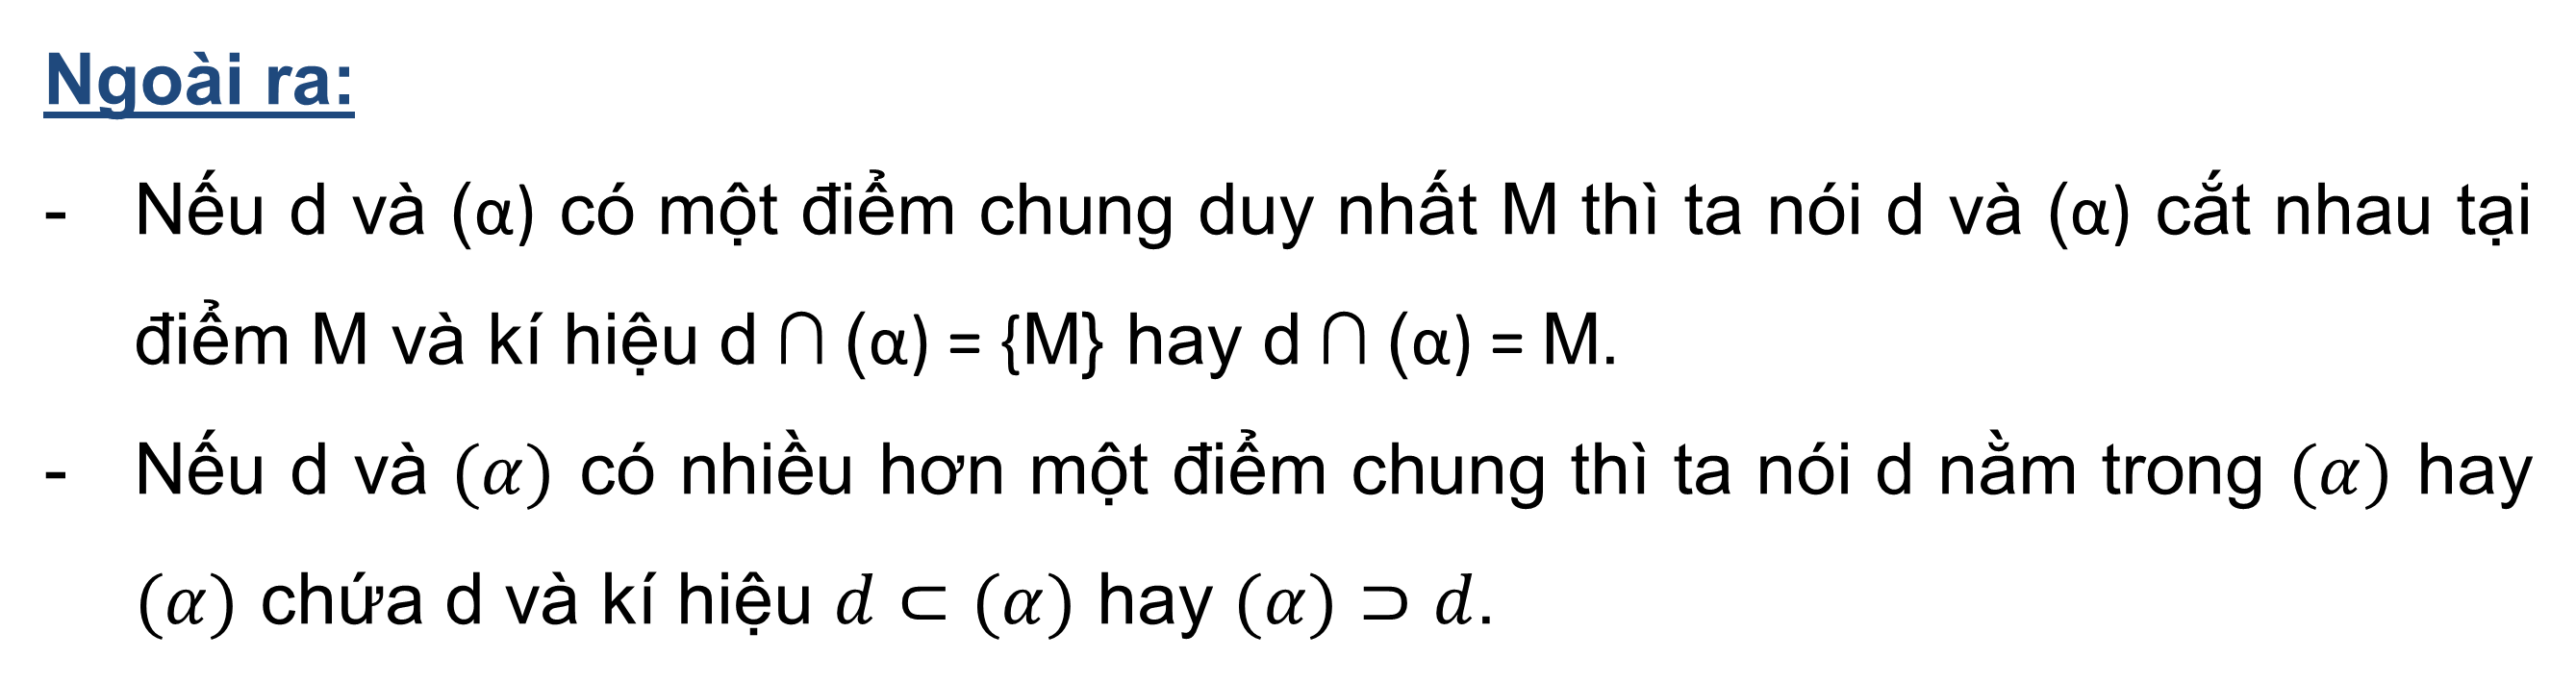 Ngoài ra:
- Nếu d và (α) có một điểm chung duy nhất M thì ta nói d và (α) cắt nhau tại
điểm M và kí hiệu d ∩ (α) = {M} hay d ∩ (α) = M.
- Nếu d và (α) có nhiều hơn một điểm chung thì ta nói d nằm trong (α) hay
(α) chứa d và kí hiệu d ⊂ (α) hay (α) ⊃ d.